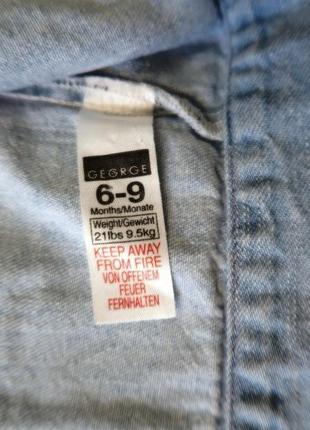 GEORGE
6-9
Months/Monate
Weight/Gewicht
21lbs 9.5kg
KEEP AWAY
FROM FIRE
VON OFFENEM
FEUER
FERNHALTEN